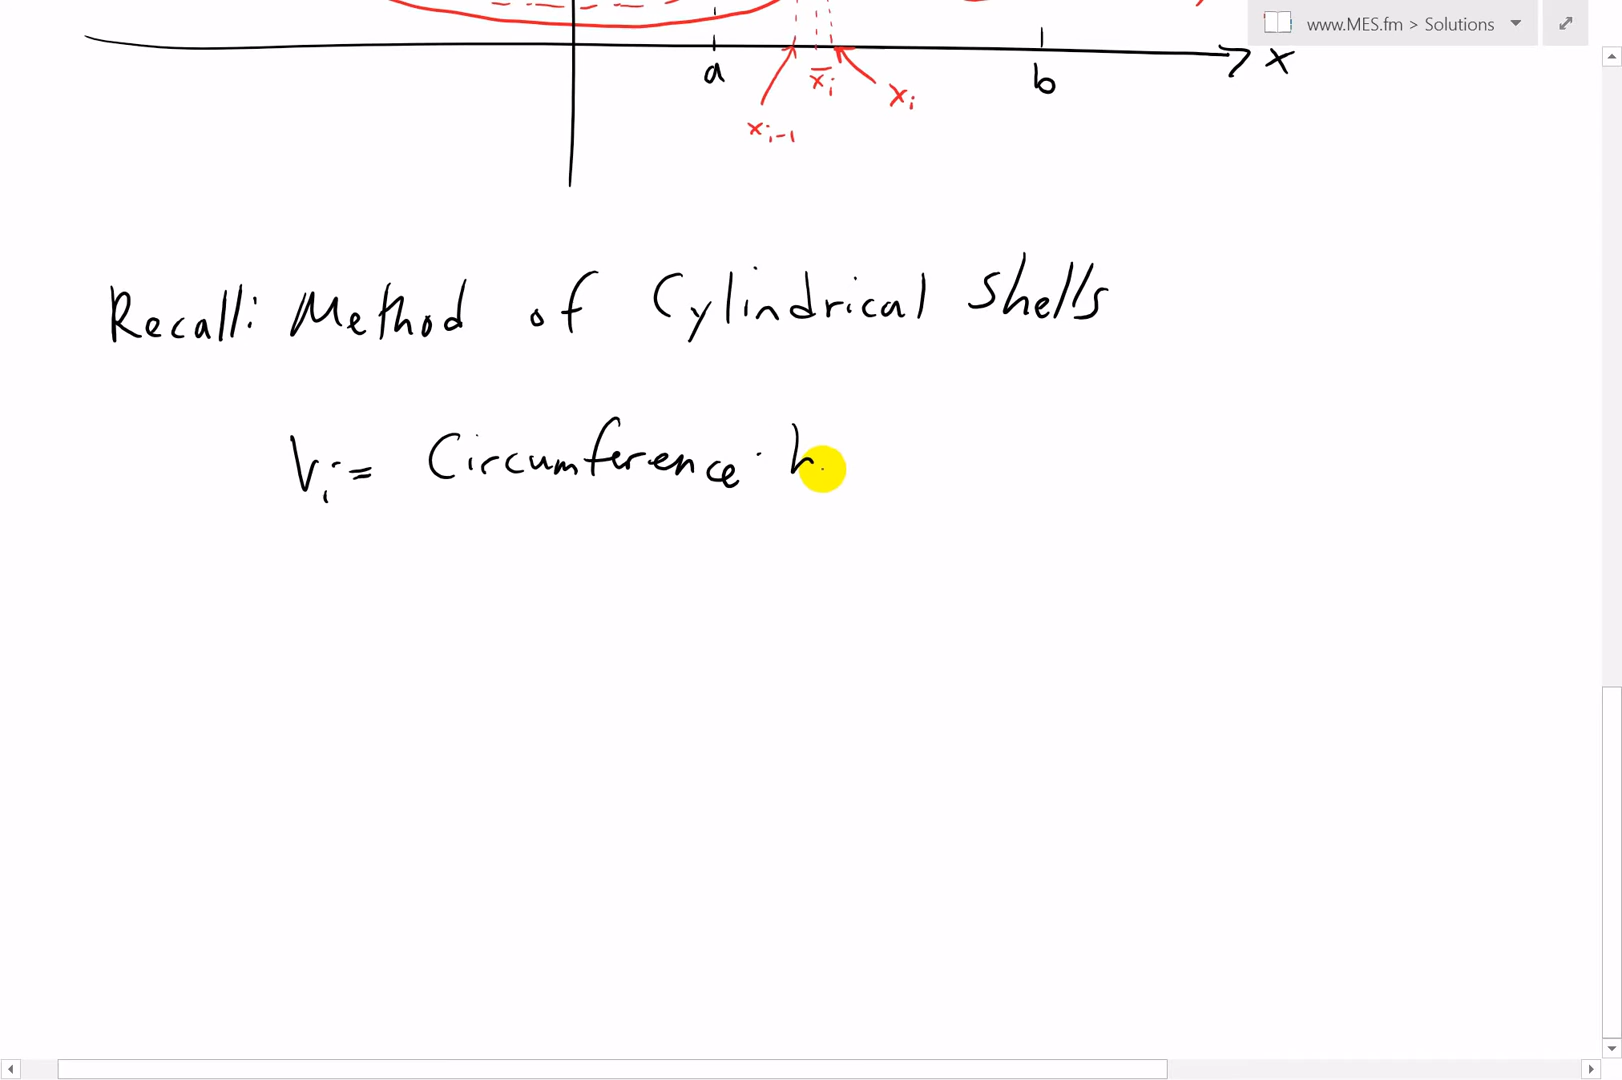 www.MES.fm > Solutions
a x̄ᵢ b x
xᵢ
xᵢ₋₁
Recall: Method of Cylindrical Shells
Vᵢ = Circumference · h